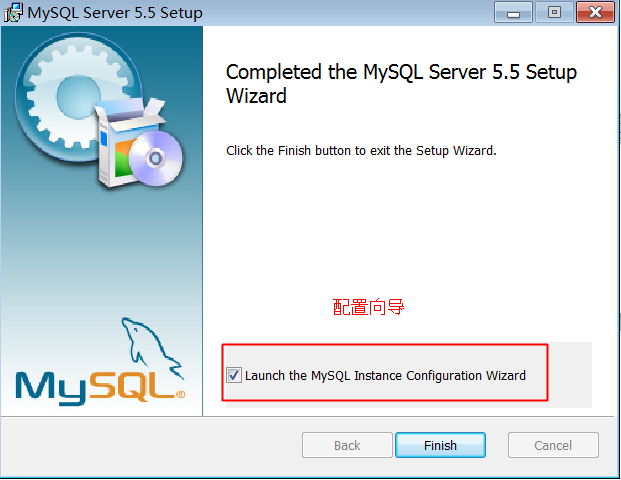 MySQL Server 5.5 Setup
Completed the MySQL Server 5.5 Setup
Wizard
Click the Finish button to exit the Setup Wizard.
配置向导
Launch the MySQL Instance Configuration Wizard
MySQL®
Back
Finish
Cancel